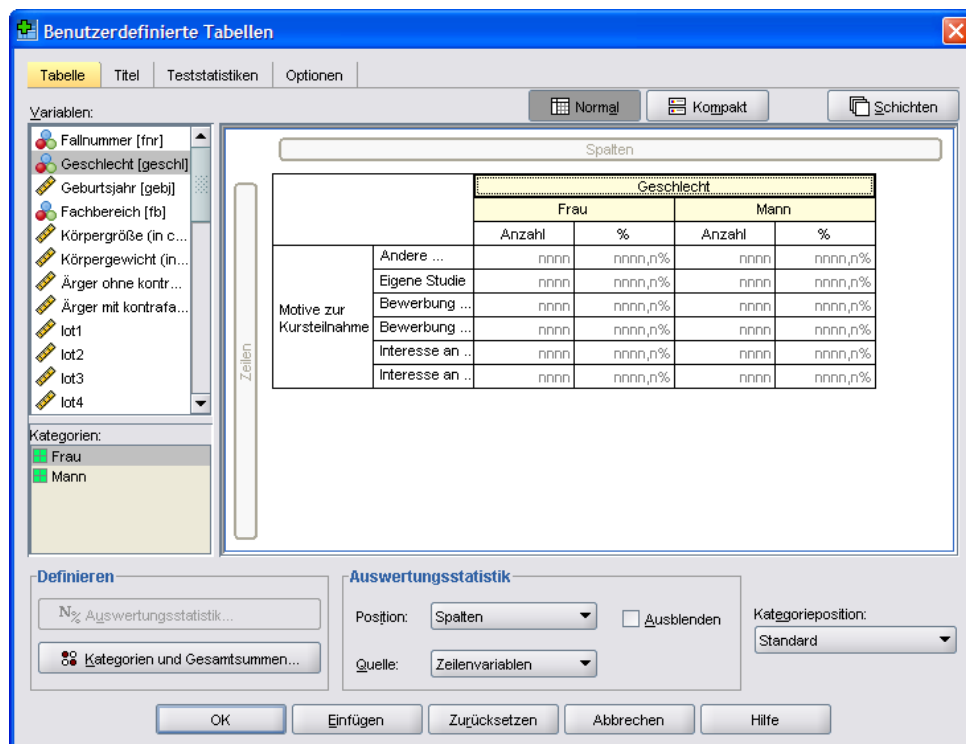 Benutzerdefinierte Tabellen
Tabelle Titel Teststatistiken Optionen
Variablen:
Normal Kompakt Schichten
Fallnummer [fnr]
Geschlecht [geschl]
Geburtsjahr [gebj]
Fachbereich [fb]
Körpergröße (in c...
Körpergewicht (in...
Ärger ohne kontr...
Ärger mit kontrafa...
lot1
lot2
lot3
lot4
Kategorien:
Frau
Mann
Spalten
Zeilen
Geschlecht
Frau Mann
Anzahl % Anzahl %
Motive zur Kursteilnahme
Andere ... nnnn nnnn,n% nnnn nnnn,n%
Eigene Studie nnnn nnnn,n% nnnn nnnn,n%
Bewerbung ... nnnn nnnn,n% nnnn nnnn,n%
Bewerbung ... nnnn nnnn,n% nnnn nnnn,n%
Interesse an .. nnnn nnnn,n% nnnn nnnn,n%
Interesse an .. nnnn nnnn,n% nnnn nnnn,n%
Definieren
N% Auswertungsstatistik...
Kategorien und Gesamtsummen...
Auswertungsstatistik
Position: Spalten Ausblenden
Quelle: Zeilenvariablen
Kategorieposition:
Standard
OK Einfügen Zurücksetzen Abbrechen Hilfe